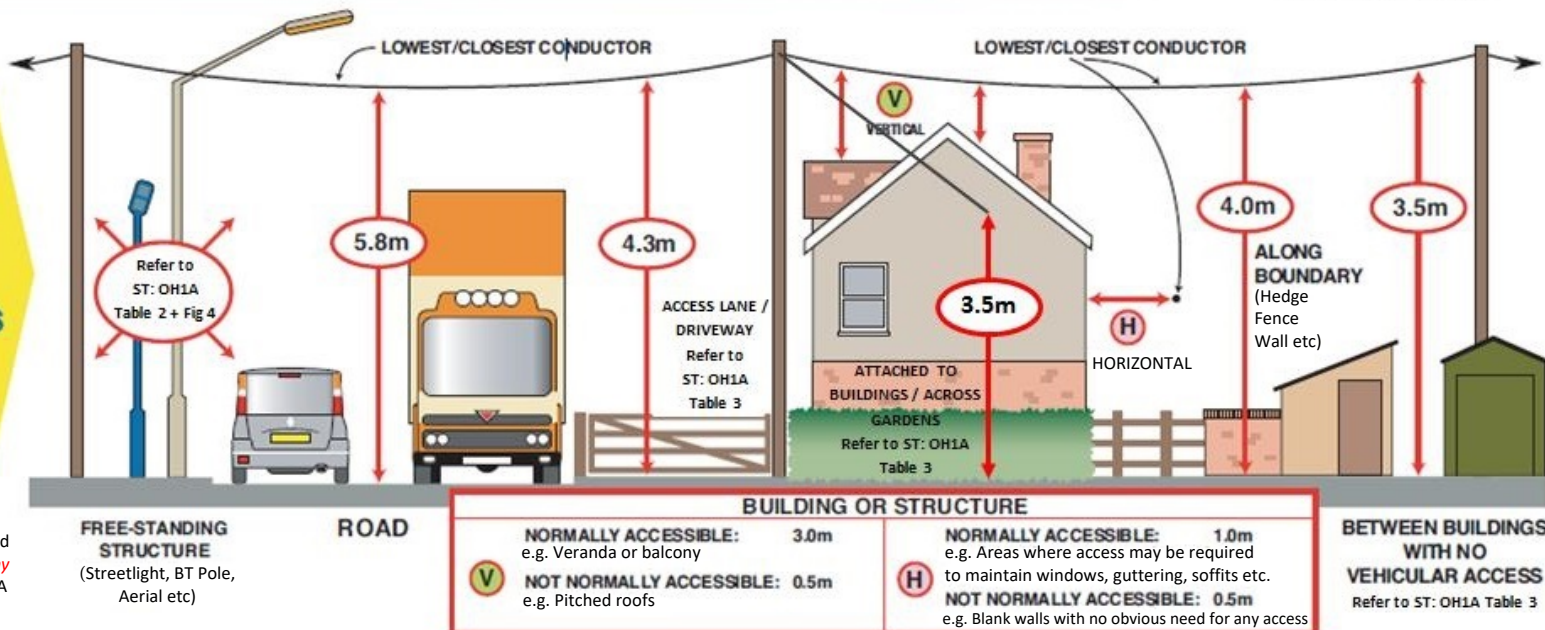 LOWEST/CLOSEST CONDUCTOR
LOWEST/CLOSEST CONDUCTOR
V
VERTICAL
5.8m
4.3m
4.0m
3.5m
Refer to
ST: OH1A
Table 2 + Fig 4
ACCESS LANE /
DRIVEWAY
Refer to
ST: OH1A
Table 3
3.5m
ATTACHED TO
BUILDINGS / ACROSS
GARDENS
Refer to ST: OH1A
Table 3
H
HORIZONTAL
ALONG
BOUNDARY
(Hedge
Fence
Wall etc)
S
FREE-STANDING
STRUCTURE
(Streetlight, BT Pole,
Aerial etc)
ROAD
BUILDING OR STRUCTURE
V
NORMALLY ACCESSIBLE: 3.0m
e.g. Veranda or balcony
NOT NORMALLY ACCESSIBLE: 0.5m
e.g. Pitched roofs
H
NORMALLY ACCESSIBLE: 1.0m
e.g. Areas where access may be required
to maintain windows, guttering, soffits etc.
NOT NORMALLY ACCESSIBLE: 0.5m
e.g. Blank walls with no obvious need for any access
BETWEEN BUILDINGS
WITH NO
VEHICULAR ACCESS
Refer to ST: OH1A Table 3